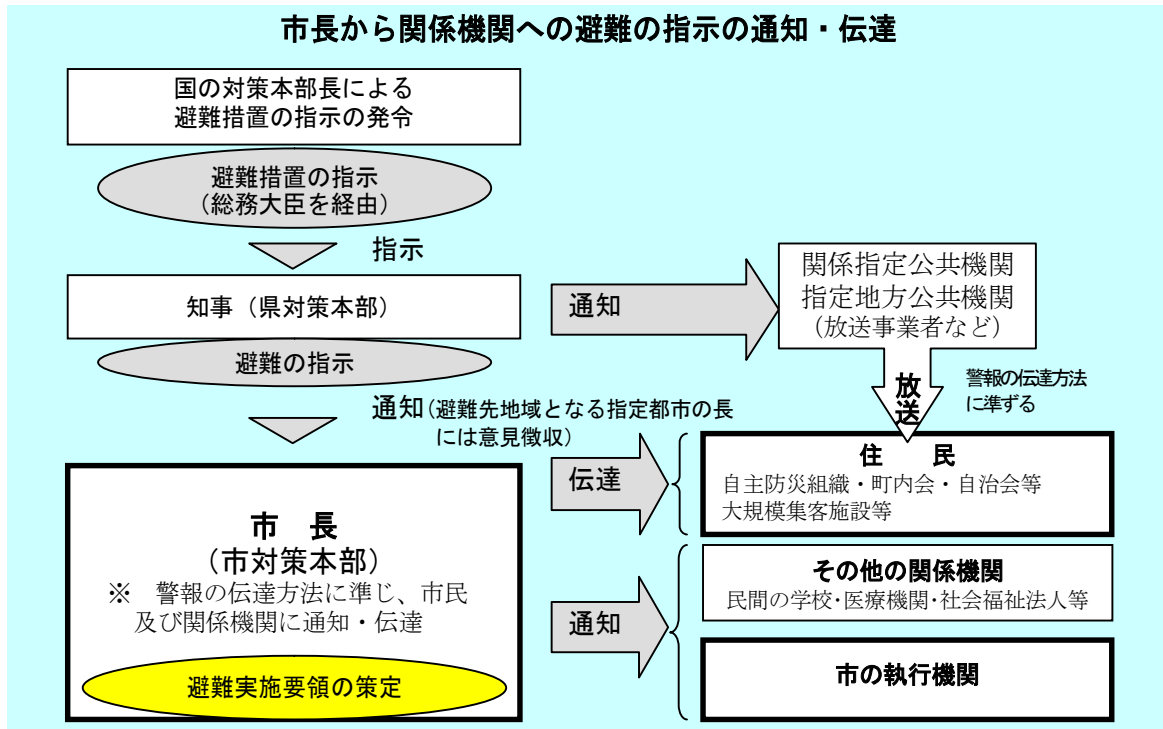 市長から関係機関への避難の指示の通知・伝達
国の対策本部長による
避難措置の指示の発令
避難措置の指示
(総務大臣を経由)
指示
知事（県対策本部）
避難の指示
通知
関係指定公共機関
指定地方公共機関
（放送事業者など）
放送
警報の伝達方法
に準ずる
通知(避難先地域となる指定都市の長
には意見徴収)
市　長
（市対策本部）
※　警報の伝達方法に準じ、市民
及び関係機関に通知・伝達
避難実施要領の策定
伝達
住　民
自主防災組織・町内会・自治会等
大規模集客施設等
通知
その他の関係機関
民間の学校･医療機関･社会福祉法人等
市の執行機関